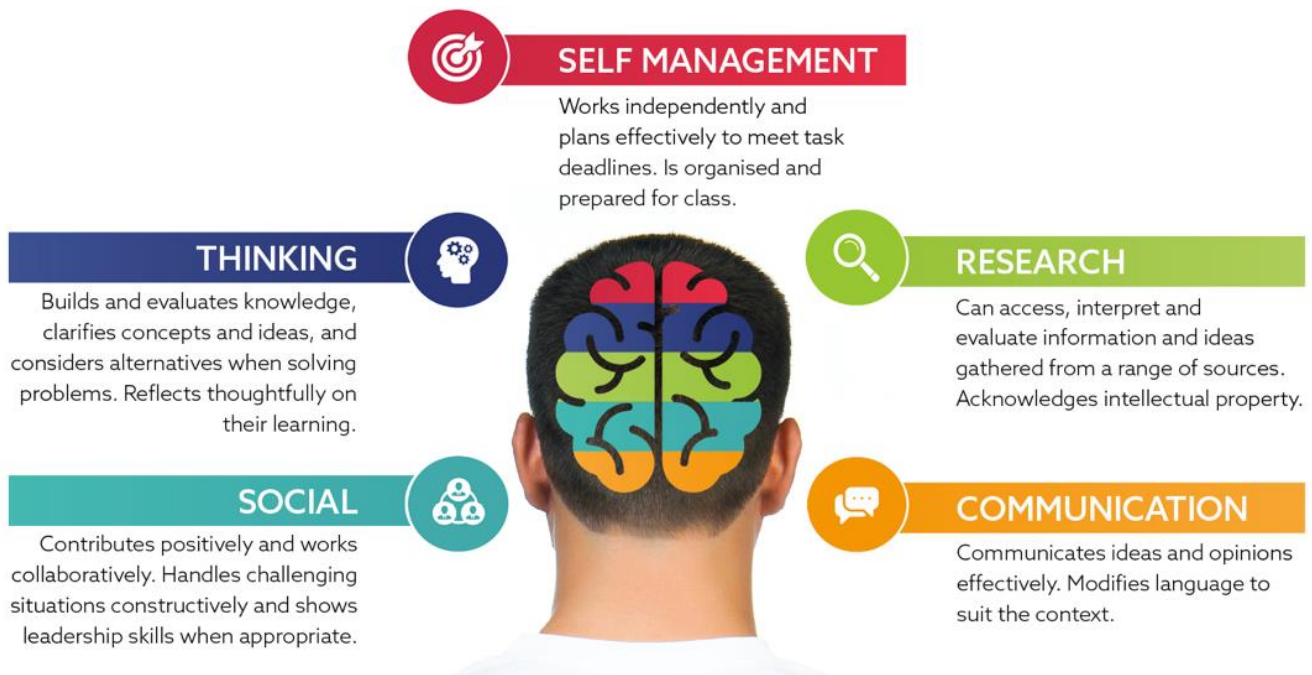 SELF MANAGEMENT
Works independently and
plans effectively to meet task
deadlines. Is organised and
prepared for class.
THINKING
Builds and evaluates knowledge,
clarifies concepts and ideas, and
considers alternatives when solving
problems. Reflects thoughtfully on
their learning.
RESEARCH
Can access, interpret and
evaluate information and ideas
gathered from a range of sources.
Acknowledges intellectual property.
SOCIAL
Contributes positively and works
collaboratively. Handles challenging
situations constructively and shows
leadership skills when appropriate.
COMMUNICATION
Communicates ideas and opinions
effectively. Modifies language to
suit the context.